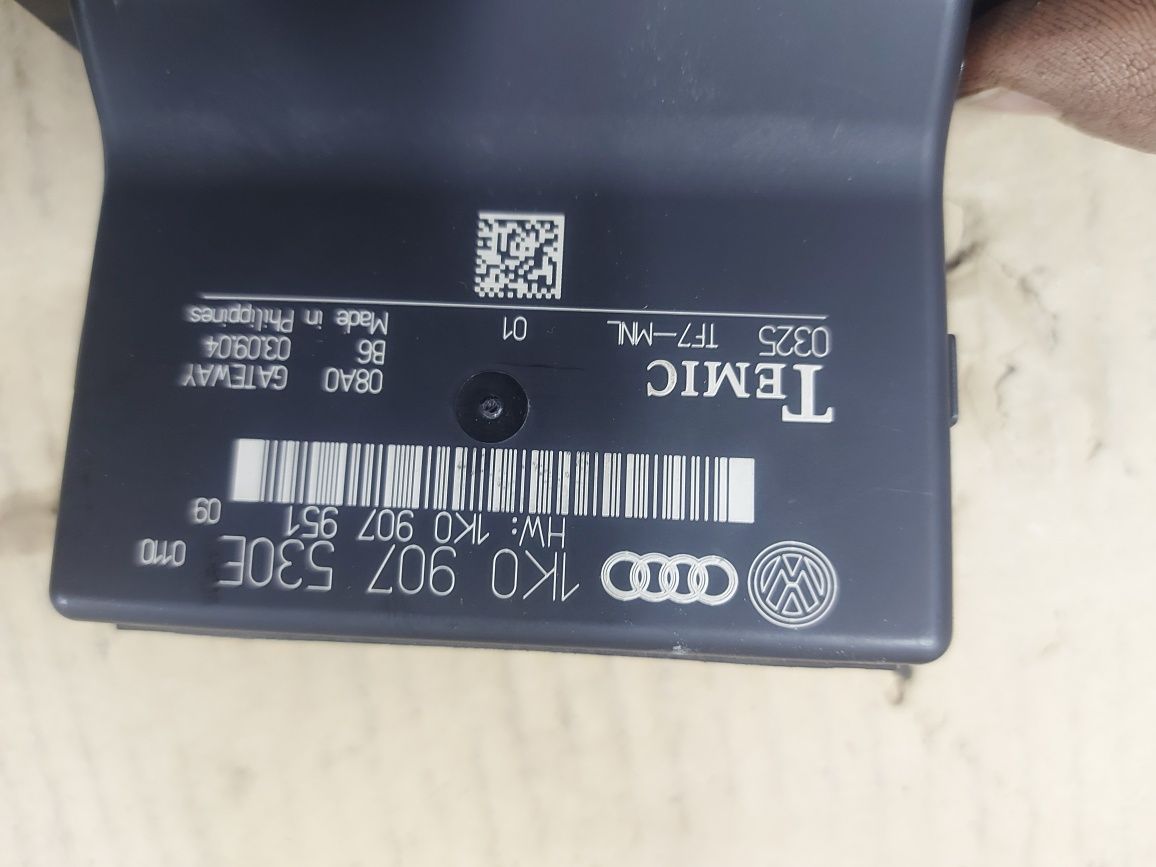 1K0 907 530E 0110
HW: 1K0 907 951 09
TEMIC
08A0 GATEWAY
B6 03.09.04
0325 TF7-MNL 01 Made in Philippines